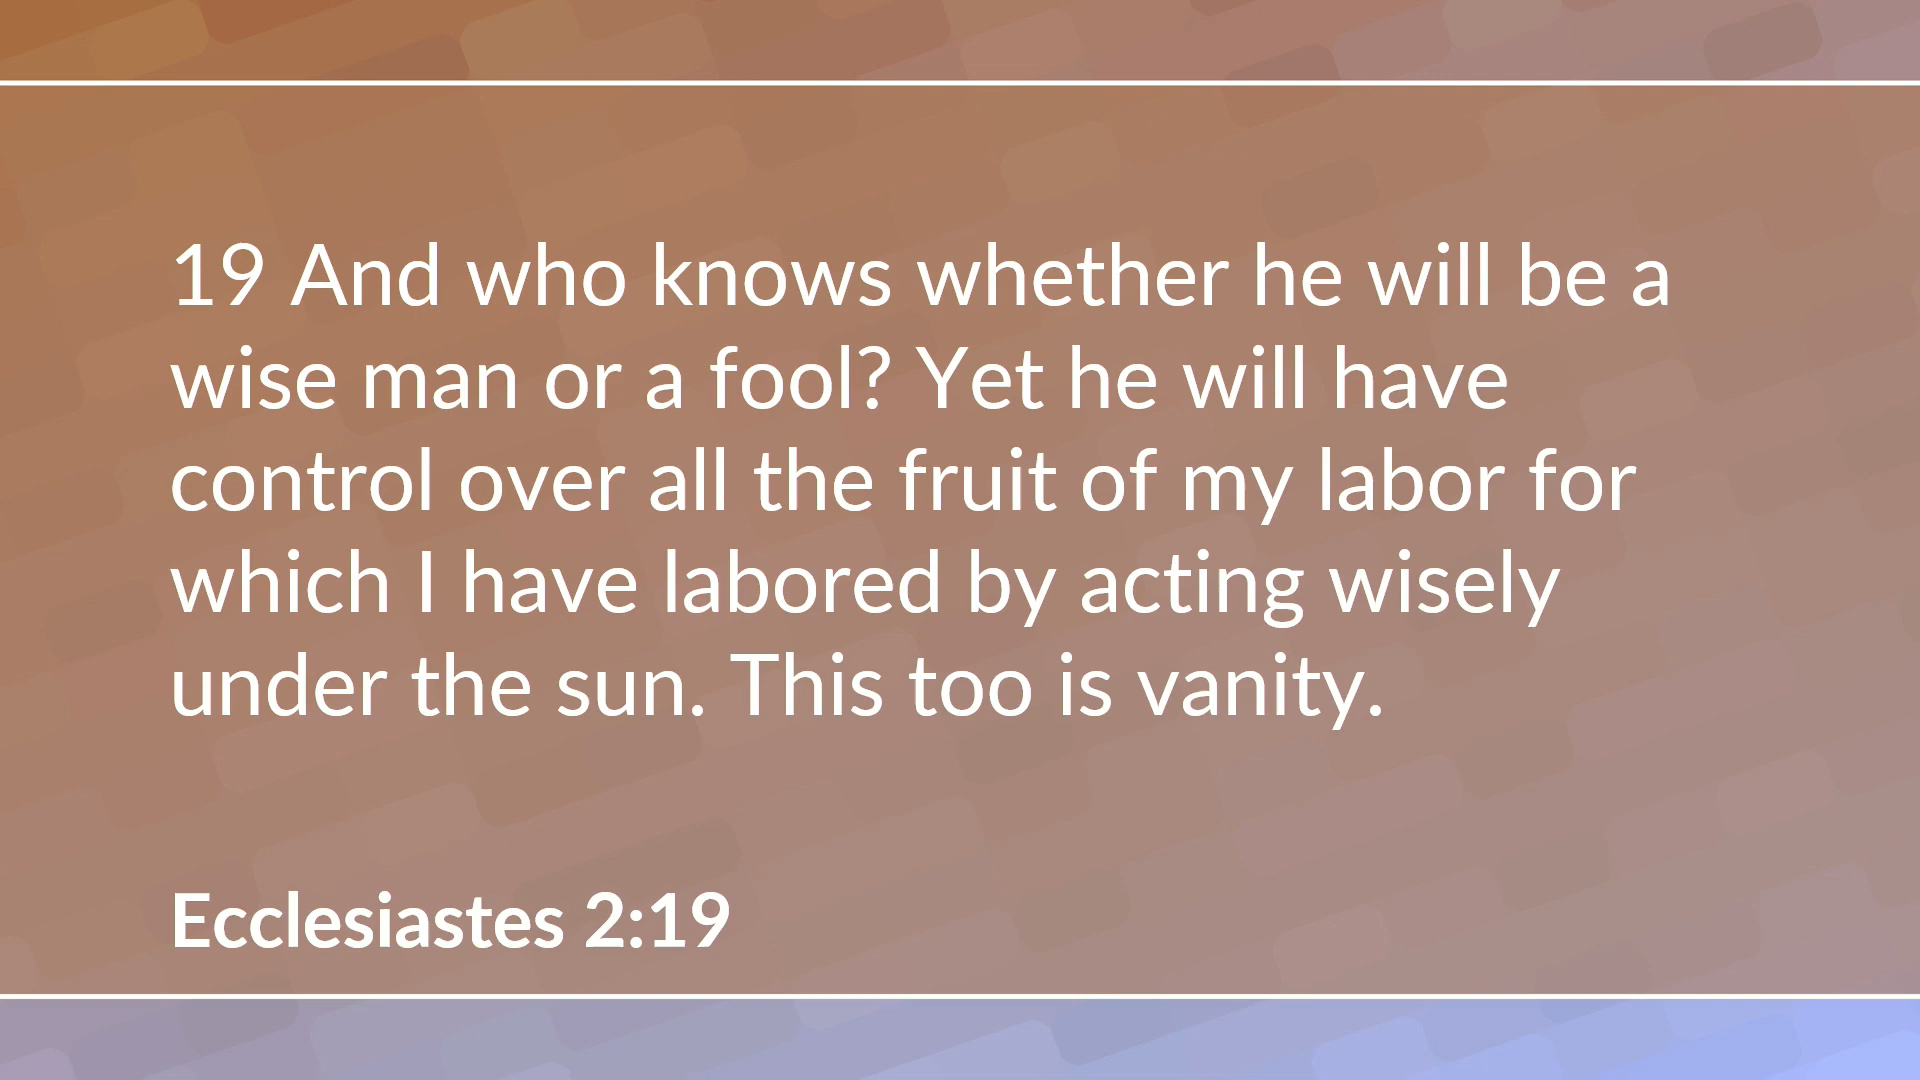 19 And who knows whether he will be a
wise man or a fool? Yet he will have
control over all the fruit of my labor for
which I have labored by acting wisely
under the sun. This too is vanity.
Ecclesiastes 2:19